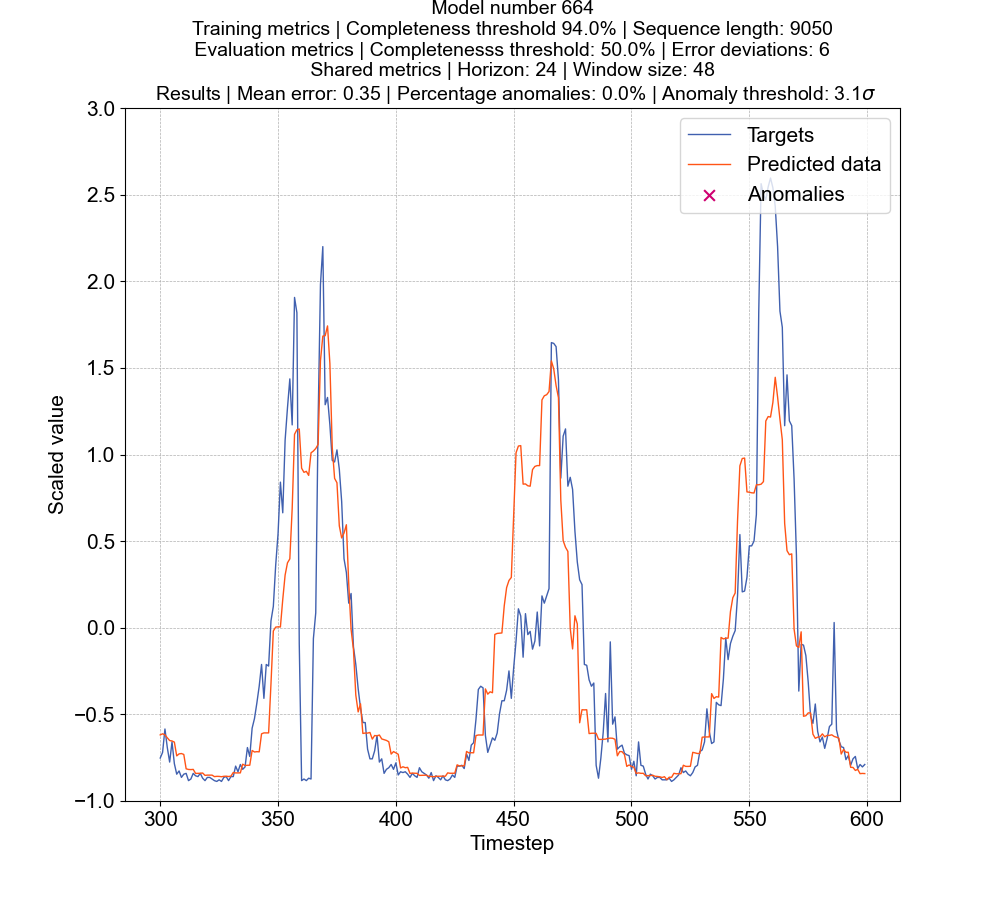 Model number 664
Training metrics | Completeness threshold 94.0% | Sequence length: 9050
Evaluation metrics | Completenesss threshold: 50.0% | Error deviations: 6
Shared metrics | Horizon: 24 | Window size: 48
Results | Mean error: 0.35 | Percentage anomalies: 0.0% | Anomaly threshold: 3.1σ
Targets
Predicted data
Anomalies
Scaled value
3.0
2.5
2.0
1.5
1.0
0.5
0.0
−0.5
−1.0
300 350 400 450 500 550 600
Timestep